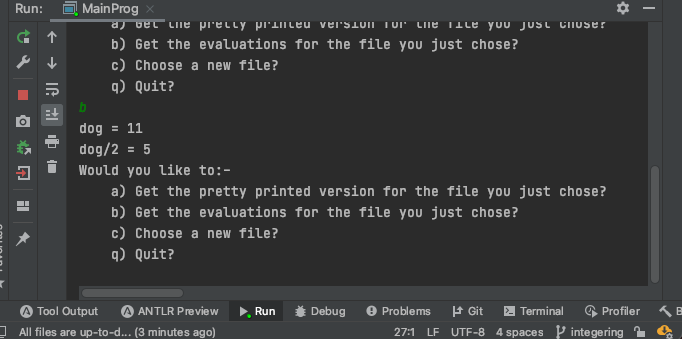 Run: MainProg
a) Get the pretty printed version for the file you just chose?
b) Get the evaluations for the file you just chose?
c) Choose a new file?
q) Quit?
b
dog = 11
dog/2 = 5
Would you like to:-
a) Get the pretty printed version for the file you just chose?
b) Get the evaluations for the file you just chose?
c) Choose a new file?
q) Quit?
Tool Output ANTLR Preview Run Debug Problems Git Terminal Profiler B
All files are up-to-d... (3 minutes ago) 27:1 LF UTF-8 4 spaces integering